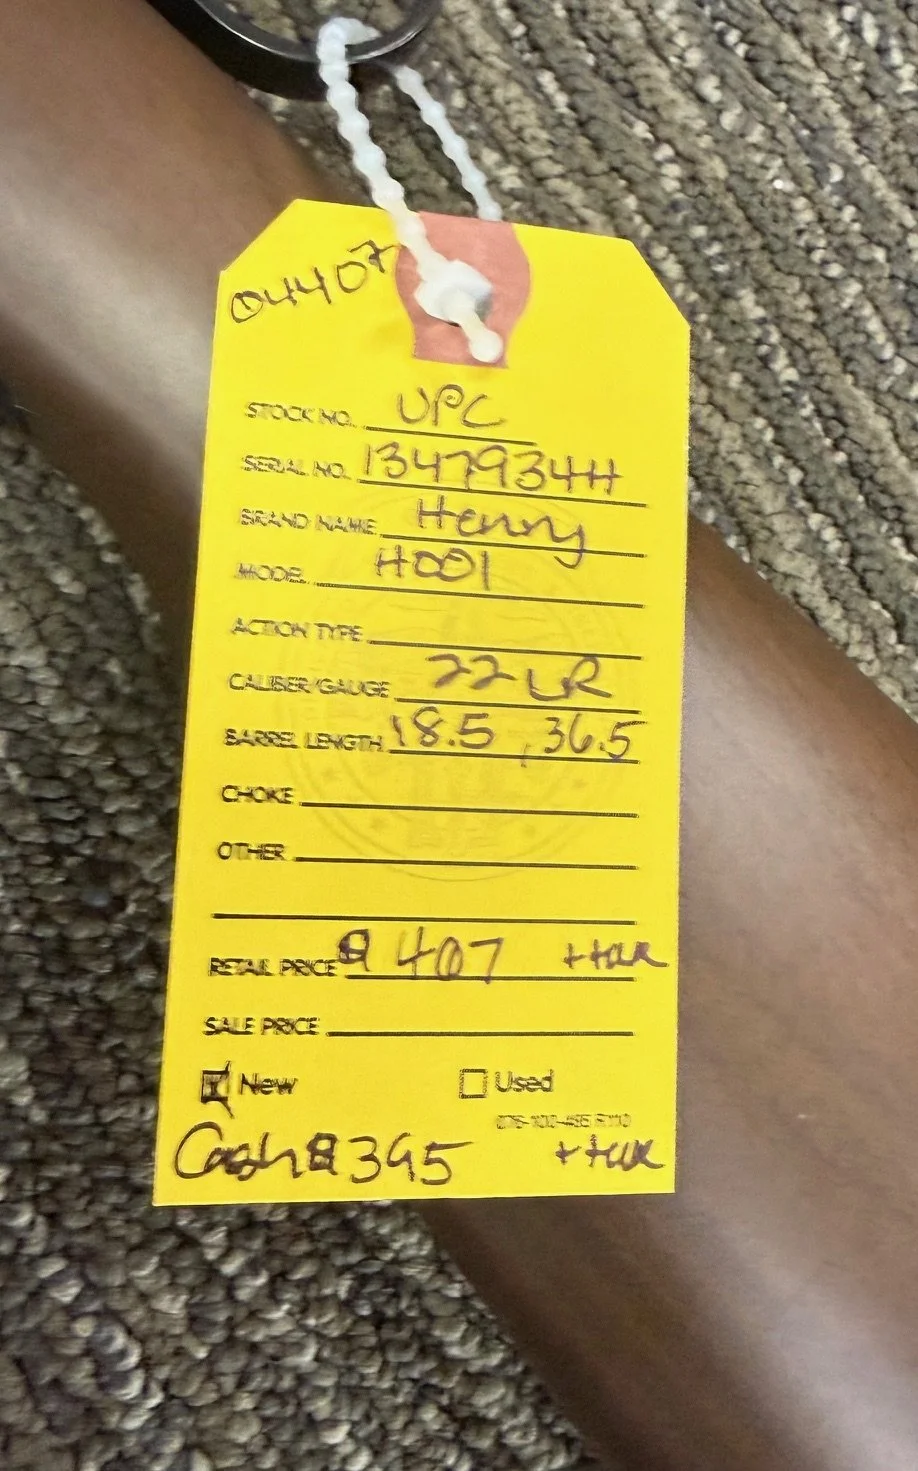 04407
STOCK NO. UPC
SERIAL NO. 1347934H
BRAND NAME Henry
MODEL H001
ACTION TYPE
CALIBER/GAUGE 22 LR
BARREL LENGTH 18.5, 36.5
CHOKE
OTHER
RETAIL PRICE $ 407 + tax
SALE PRICE
New Used
Cash $395 + tax